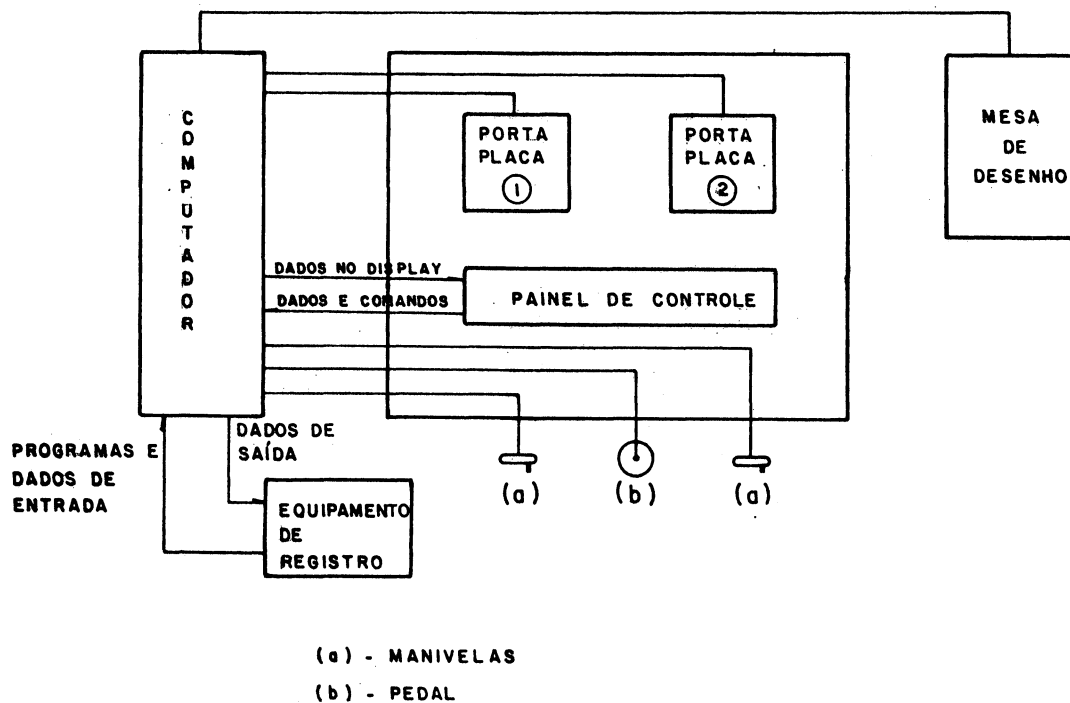 COMPUTADOR
PORTA
PLACA
1
PORTA
PLACA
2
MESA
DE
DESENHO
DADOS NO DISPLAY
DADOS E COMANDOS
PAINEL DE CONTROLE
PROGRAMAS E
DADOS DE
ENTRADA
DADOS DE
SAÍDA
EQUIPAMENTO
DE
REGISTRO
(a)
(b)
(a)
(a) - MANIVELAS
(b) - PEDAL